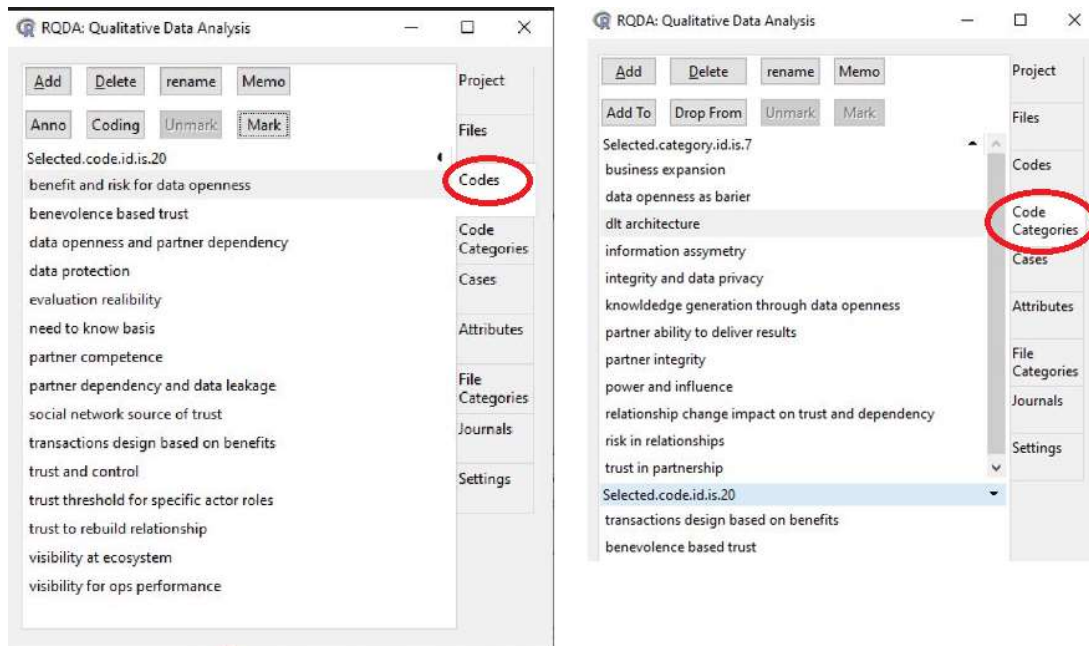 RQDA: Qualitative Data Analysis
Add Delete rename Memo
Anno Coding Unmark Mark
Selected.code.id.is.20
benefit and risk for data openness
benevolence based trust
data openness and partner dependency
data protection
evaluation realibility
need to know basis
partner competence
partner dependency and data leakage
social network source of trust
transactions design based on benefits
trust and control
trust threshold for specific actor roles
trust to rebuild relationship
visibility at ecosystem
visibility for ops performance
Project
Files
Codes
Code
Categories
Cases
Attributes
File
Categories
Journals
Settings
RQDA: Qualitative Data Analysis
Add Delete rename Memo
Add To Drop From Unmark Mark
Selected.category.id.is.7
business expansion
data openness as barier
dlt architecture
information assymetry
integrity and data privacy
knowldedge generation through data openness
partner ability to deliver results
partner integrity
power and influence
relationship change impact on trust and dependency
risk in relationships
trust in partnership
Selected.code.id.is.20
transactions design based on benefits
benevolence based trust
Project
Files
Codes
Code
Categories
Cases
Attributes
File
Categories
Journals
Settings